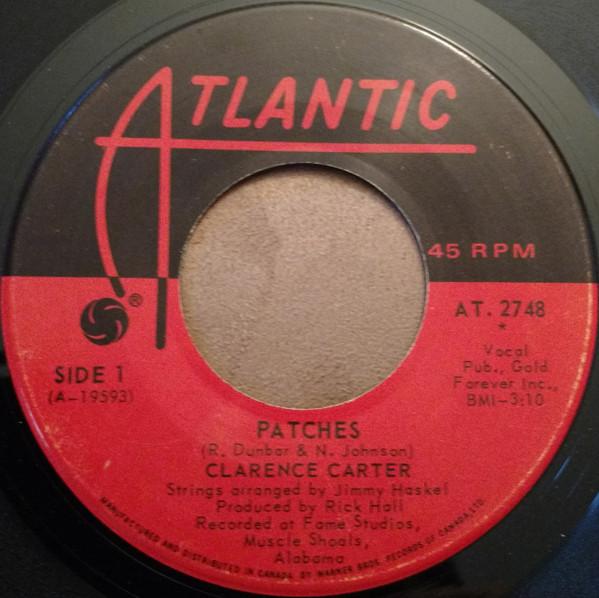 ATLANTIC
®
45 RPM
AT. 2748
*
Vocal
Pub., Gold
Forever Inc.,
BMI-3:10
SIDE 1
(A-19593)
PATCHES
(R. Dunbar & N. Johnson)
CLARENCE CARTER
Strings arranged by Jimmy Haskel
Produced by Rick Hall
Recorded at Fame Studios,
Muscle Shoals,
Alabama
MANUFACTURED AND DISTRIBUTED IN CANADA BY WARNER BROS. RECORDS OF CANADA, LTD.